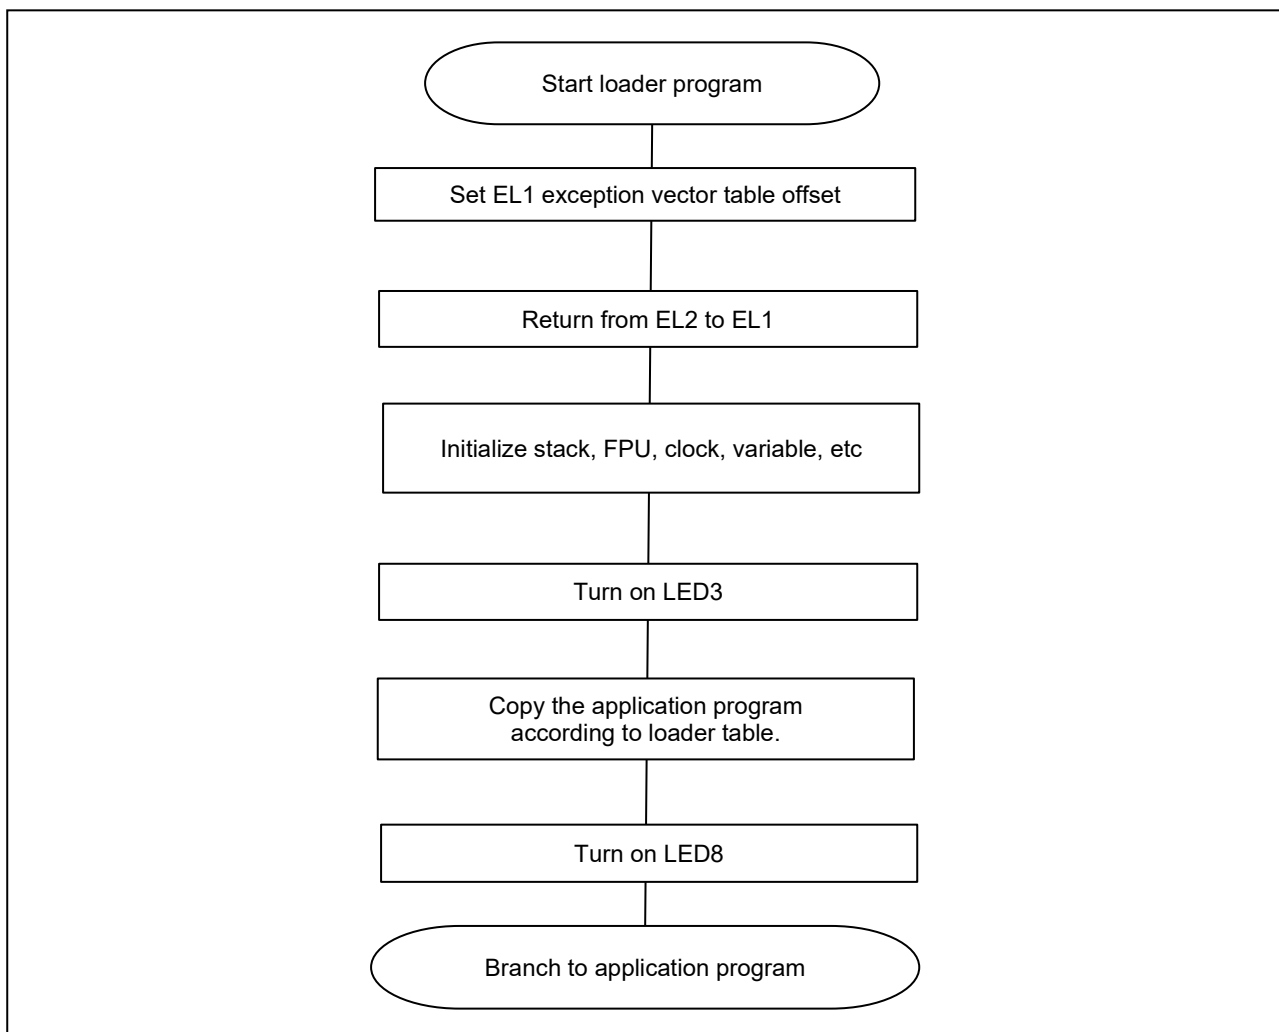 Start loader program
Set EL1 exception vector table offset
Return from EL2 to EL1
Initialize stack, FPU, clock, variable, etc
Turn on LED3
Copy the application program
according to loader table.
Turn on LED8
Branch to application program